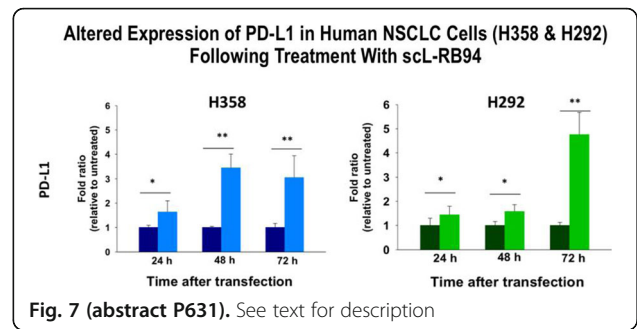 Altered Expression of PD-L1 in Human NSCLC Cells (H358 & H292)
Following Treatment With scL-RB94
H358
PD-L1
Fold ratio
(relative to untreated)
6
5
4
3
2
1
0
*
**
**
24 h
48 h
72 h
Time after transfection
H292
Fold ratio
(relative to untreated)
6
5
4
3
2
1
0
*
*
**
24 h
48 h
72 h
Time after transfection
Fig. 7 (abstract P631). See text for description